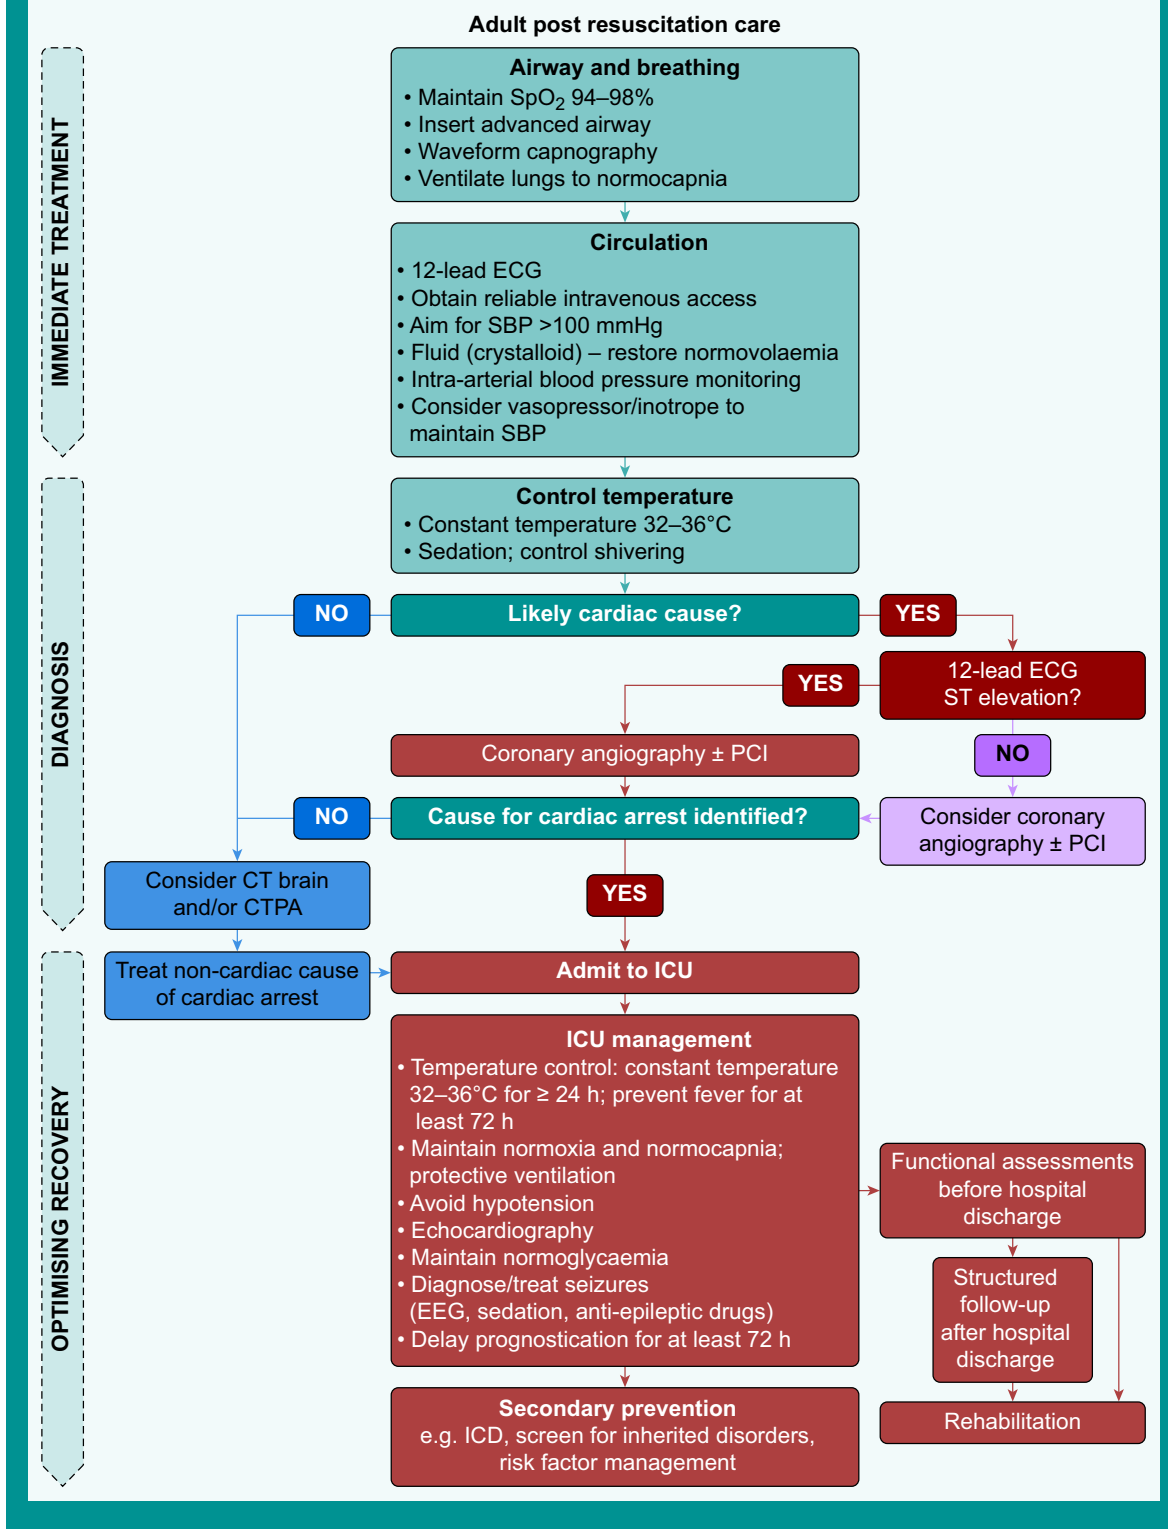 Adult post resuscitation care
IMMEDIATE TREATMENT
Airway and breathing
• Maintain SpO2 94–98%
• Insert advanced airway
• Waveform capnography
• Ventilate lungs to normocapnia
Circulation
• 12-lead ECG
• Obtain reliable intravenous access
• Aim for SBP >100 mmHg
• Fluid (crystalloid) – restore normovolaemia
• Intra-arterial blood pressure monitoring
• Consider vasopressor/inotrope to
maintain SBP
DIAGNOSIS
Control temperature
• Constant temperature 32–36°C
• Sedation; control shivering
NO
Likely cardiac cause?
YES
12-lead ECG
ST elevation?
YES
NO
Coronary angiography ± PCI
NO
Cause for cardiac arrest identified?
Consider coronary
angiography ± PCI
Consider CT brain
and/or CTPA
YES
OPTIMISING RECOVERY
Treat non-cardiac cause
of cardiac arrest
Admit to ICU
ICU management
• Temperature control: constant temperature
32–36°C for ≥ 24 h; prevent fever for at
least 72 h
• Maintain normoxia and normocapnia;
protective ventilation
• Avoid hypotension
• Echocardiography
• Maintain normoglycaemia
• Diagnose/treat seizures
(EEG, sedation, anti-epileptic drugs)
• Delay prognostication for at least 72 h
Functional assessments
before hospital
discharge
Structured
follow-up
after hospital
discharge
Rehabilitation
Secondary prevention
e.g. ICD, screen for inherited disorders,
risk factor management